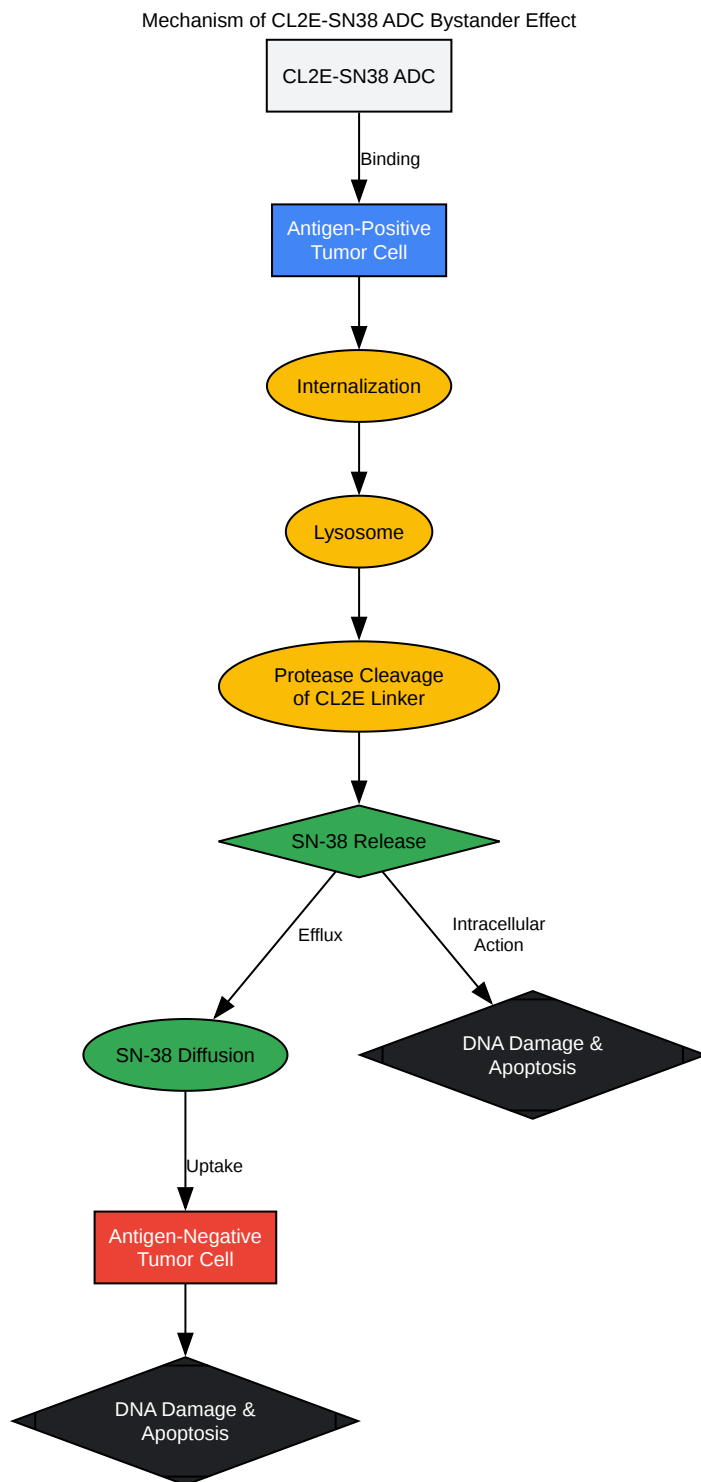 Mechanism of CL2E-SN38 ADC Bystander Effect
CL2E-SN38 ADC
Binding
Antigen-Positive
Tumor Cell
Internalization
Lysosome
Protease Cleavage
of CL2E Linker
SN-38 Release
Efflux
Intracellular
Action
SN-38 Diffusion
DNA Damage &
Apoptosis
Uptake
Antigen-Negative
Tumor Cell
DNA Damage &
Apoptosis